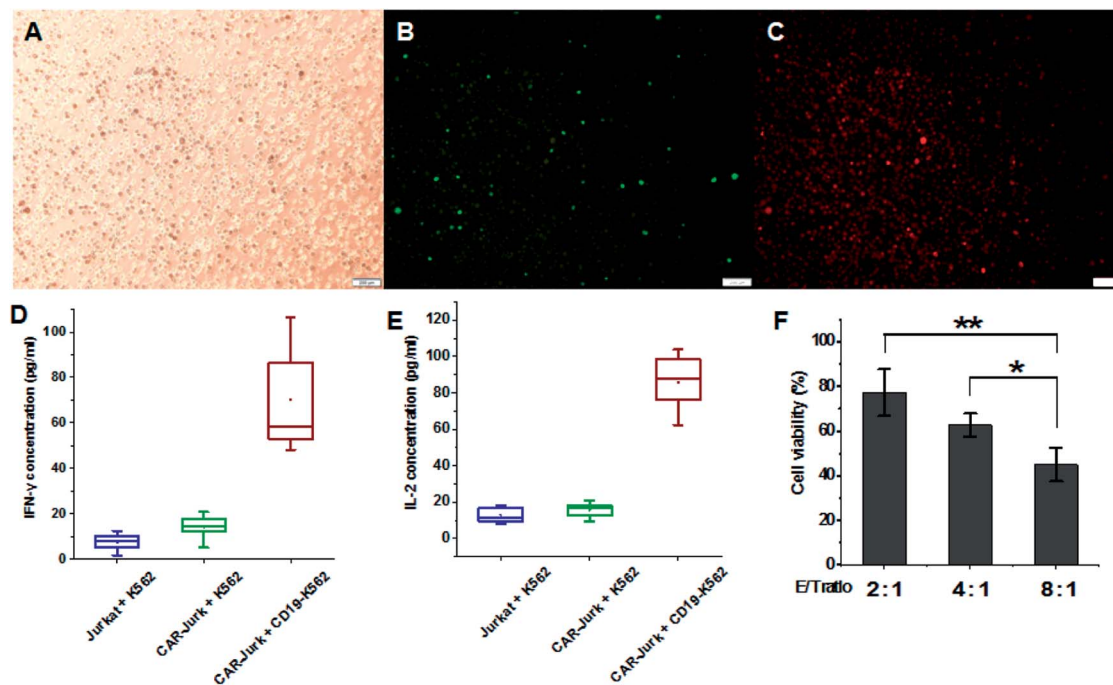 A
B
C
200 µm
D
IFN-γ concentration (pg/ml)
100
80
60
40
20
0
Jurkat + K562
CAR-Jurk + K562
CAR-Jurk + CD19-K562
E
IL-2 concentration (pg/ml)
120
100
80
60
40
20
0
Jurkat + K562
CAR-Jurk + K562
CAR-Jurk + CD19-K562
F
Cell viability (%)
100
80
60
40
20
0
**
*
E/Tratio
2:1
4:1
8:1